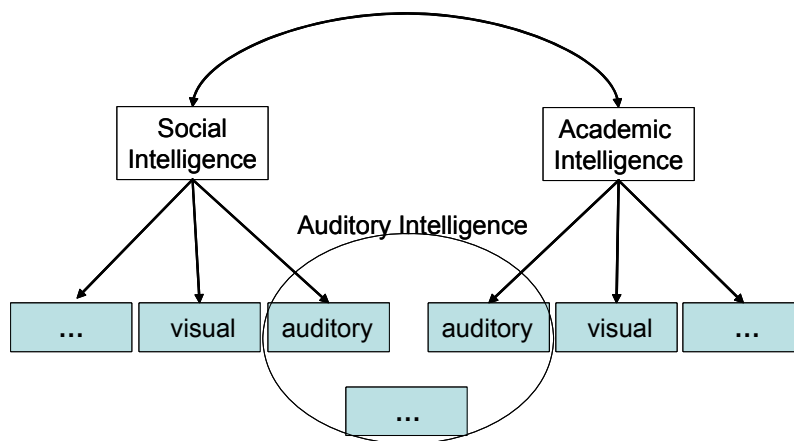 Social
Intelligence
Academic
Intelligence
Auditory Intelligence
...
visual
auditory
auditory
visual
...
...